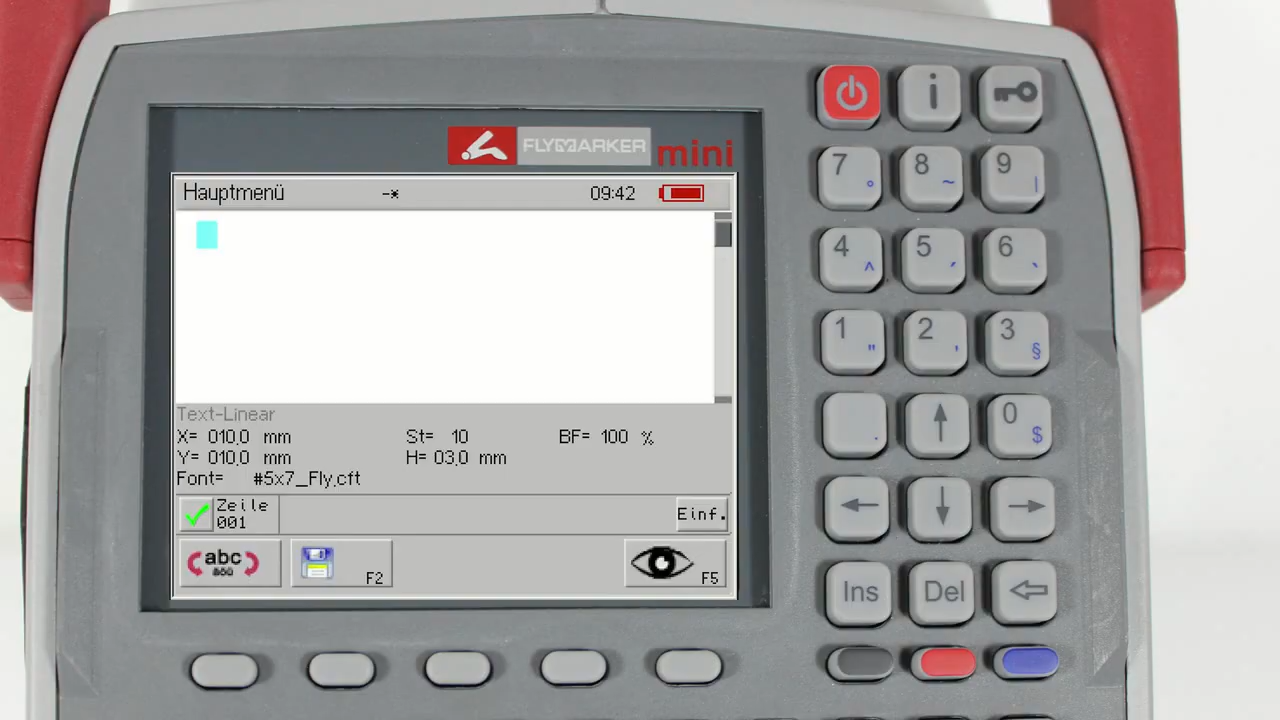 FLYMARKER mini
Hauptmenü 09:42
Text-Linear
X= 010.0 mm St= 10 BF= 100 %
Y= 010.0 mm H= 03.0 mm
Font= #5x7_Fly.cft
Zeile
001
Einf.
abc
F2
F5
i
7 °
8 ~
9 |
4 ^
5 ´
6 `
1 "
2 ,
3 §
.
0 $
Ins
Del